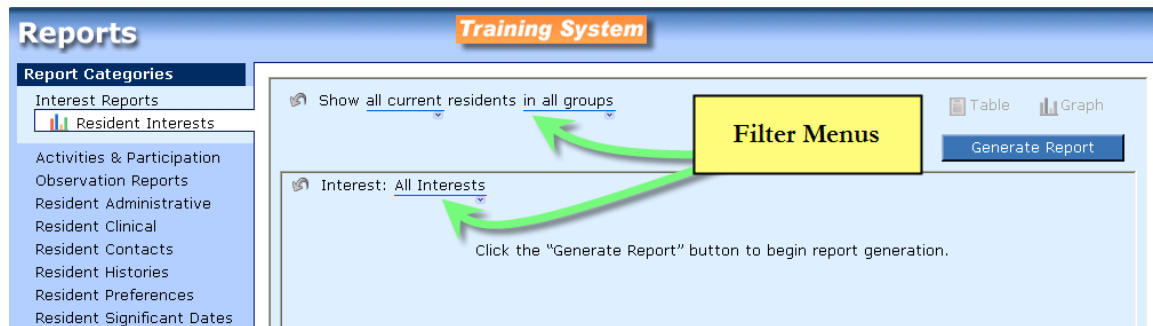 Reports
Training System
Report Categories
Interest Reports
Resident Interests
Activities & Participation
Observation Reports
Resident Administrative
Resident Clinical
Resident Contacts
Resident Histories
Resident Preferences
Resident Significant Dates
Show all current residents in all groups
Filter Menus
Table Graph
Generate Report
Interest: All Interests
Click the "Generate Report" button to begin report generation.